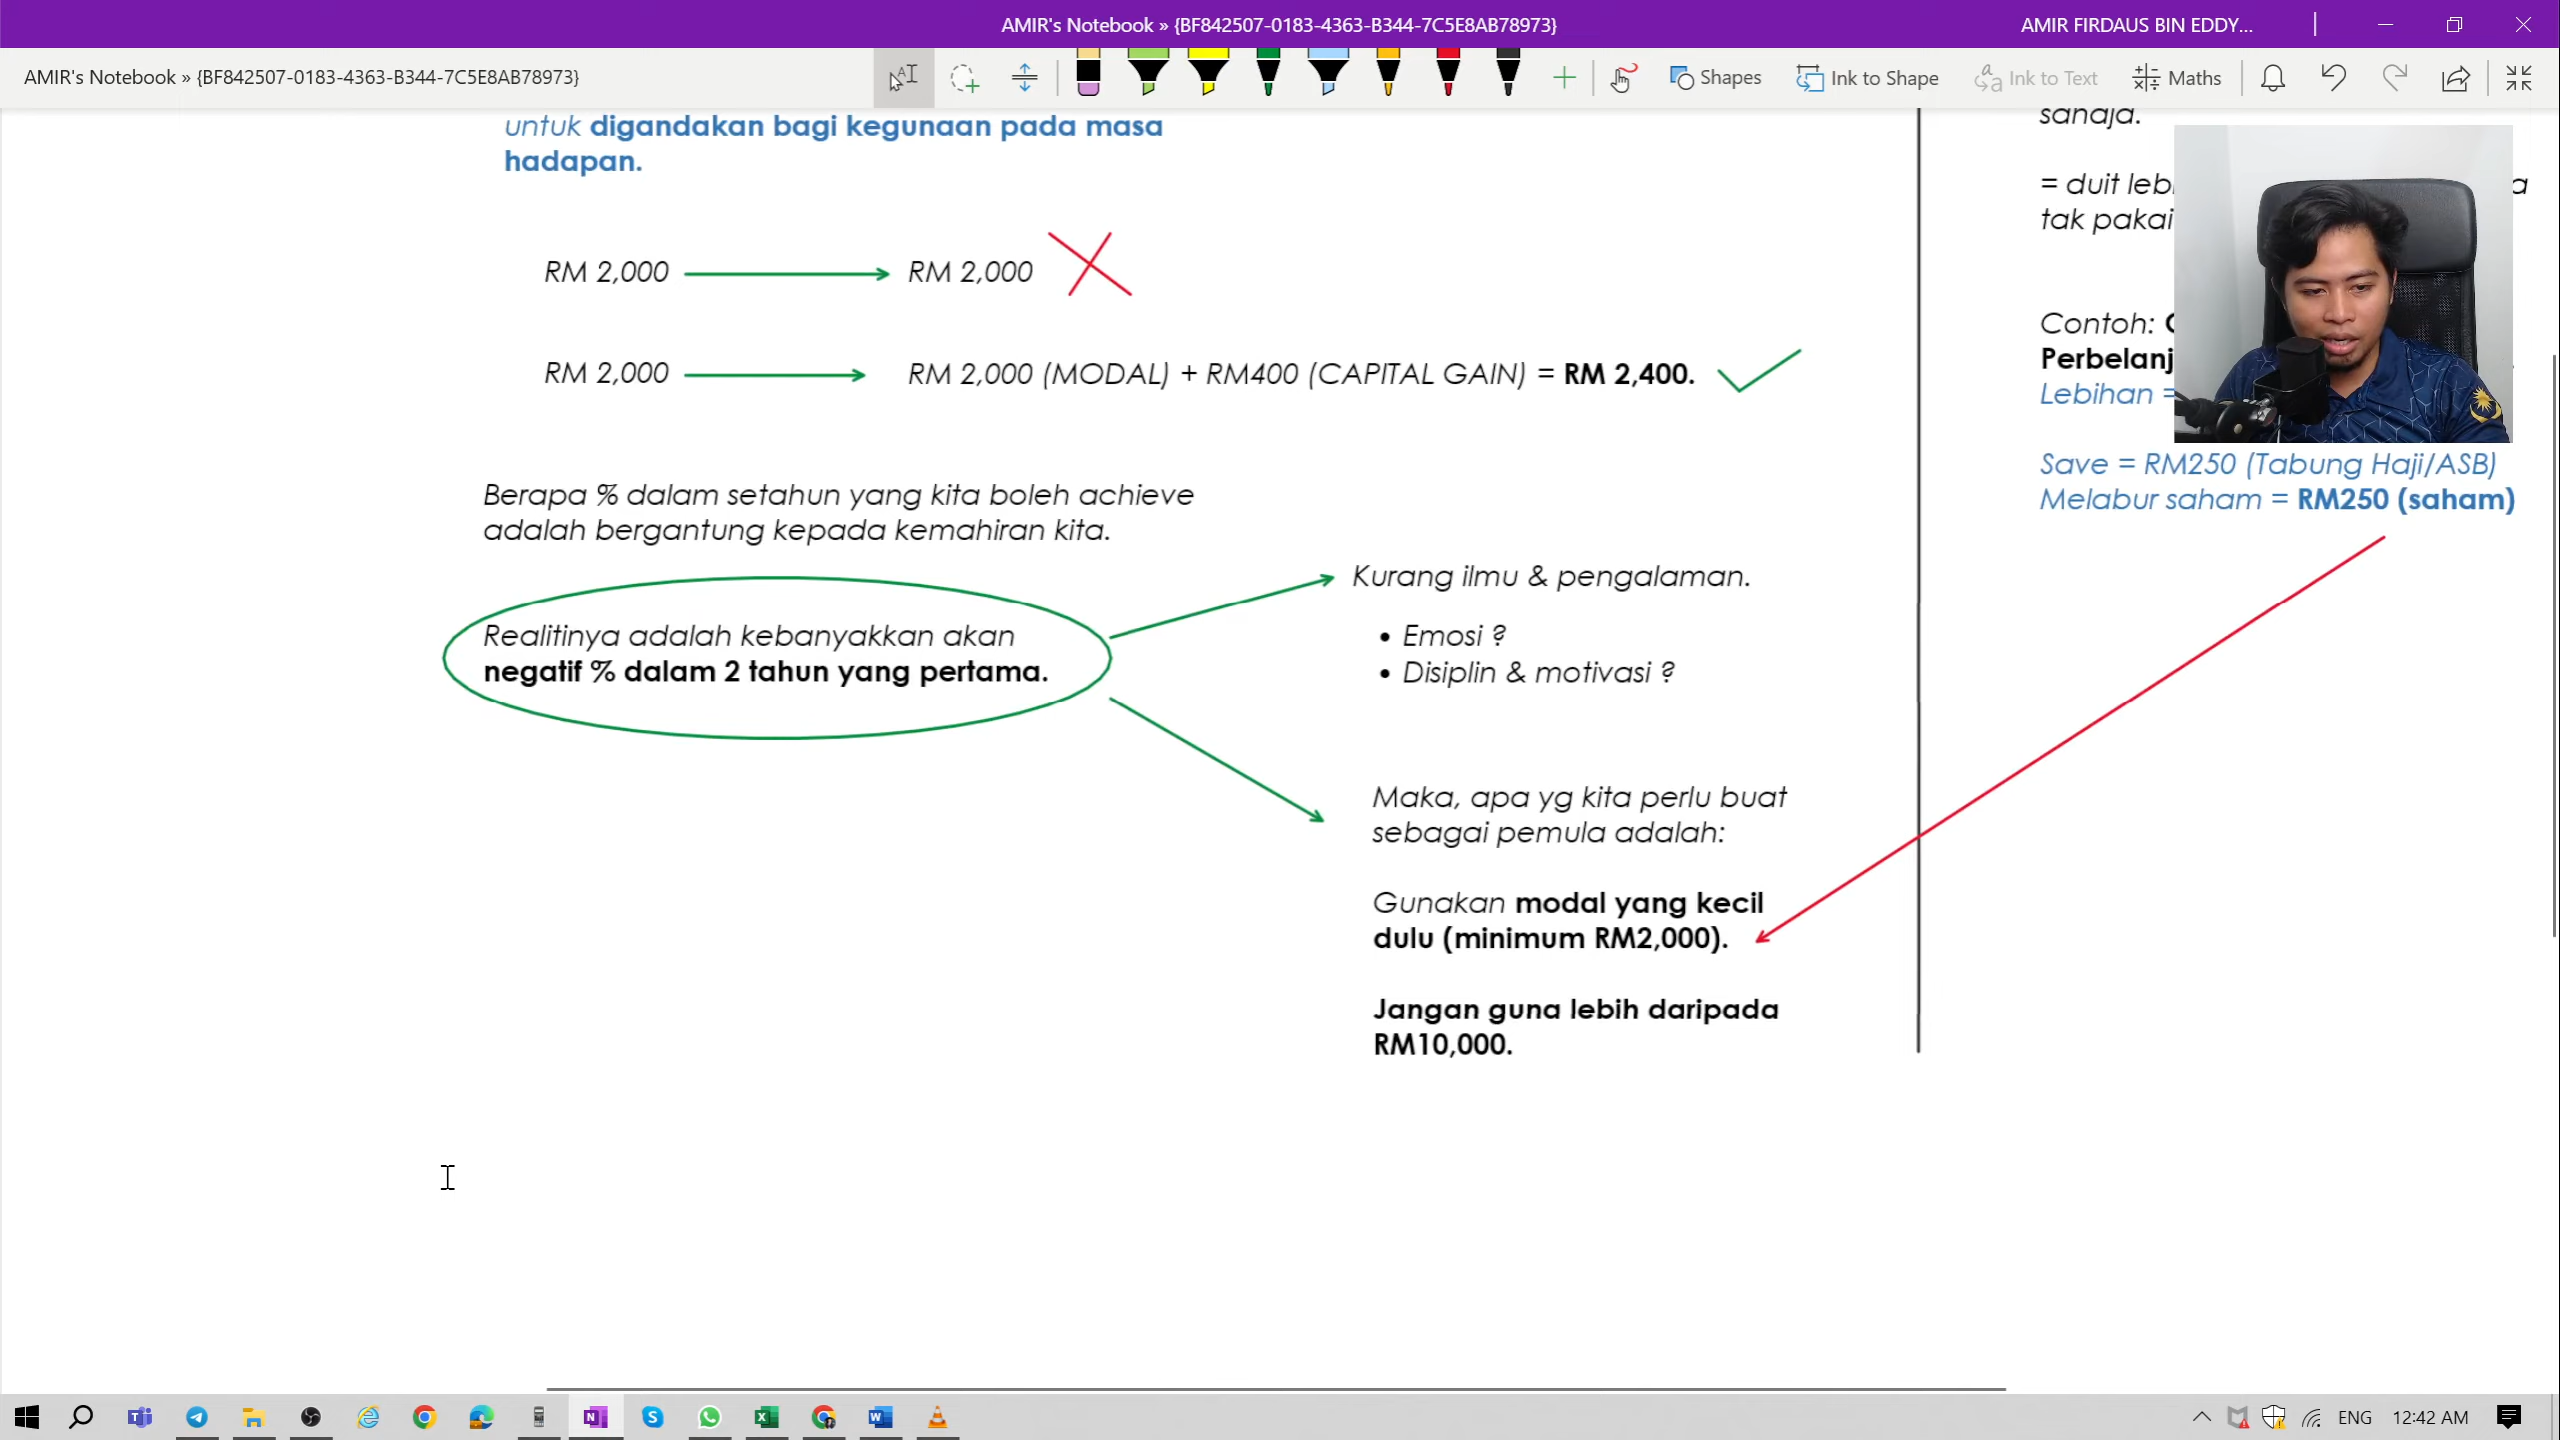 AMIR's Notebook » {BF842507-0183-4363-B344-7C5E8AB78973}
AMIR FIRDAUS BIN EDDY...
AMIR's Notebook » {BF842507-0183-4363-B344-7C5E8AB78973}
Shapes
Ink to Shape
Ink to Text
Maths
untuk digandakan bagi kegunaan pada masa
hadapan.
RM 2,000
RM 2,000
RM 2,000
RM 2,000 (MODAL) + RM400 (CAPITAL GAIN) = RM 2,400.
Berapa % dalam setahun yang kita boleh achieve
adalah bergantung kepada kemahiran kita.
Realitinya adalah kebanyakkan akan
negatif % dalam 2 tahun yang pertama.
Kurang ilmu & pengalaman.
• Emosi ?
• Disiplin & motivasi ?
Maka, apa yg kita perlu buat
sebagai pemula adalah:
Gunakan modal yang kecil
dulu (minimum RM2,000).
Jangan guna lebih daripada
RM10,000.
sahaja.
= duit
tak pakai
Contoh:
Lebihan =
Save = RM250 (Tabung Haji/ASB)
Melabur saham = RM250 (saham)
ENG
12:42 AM